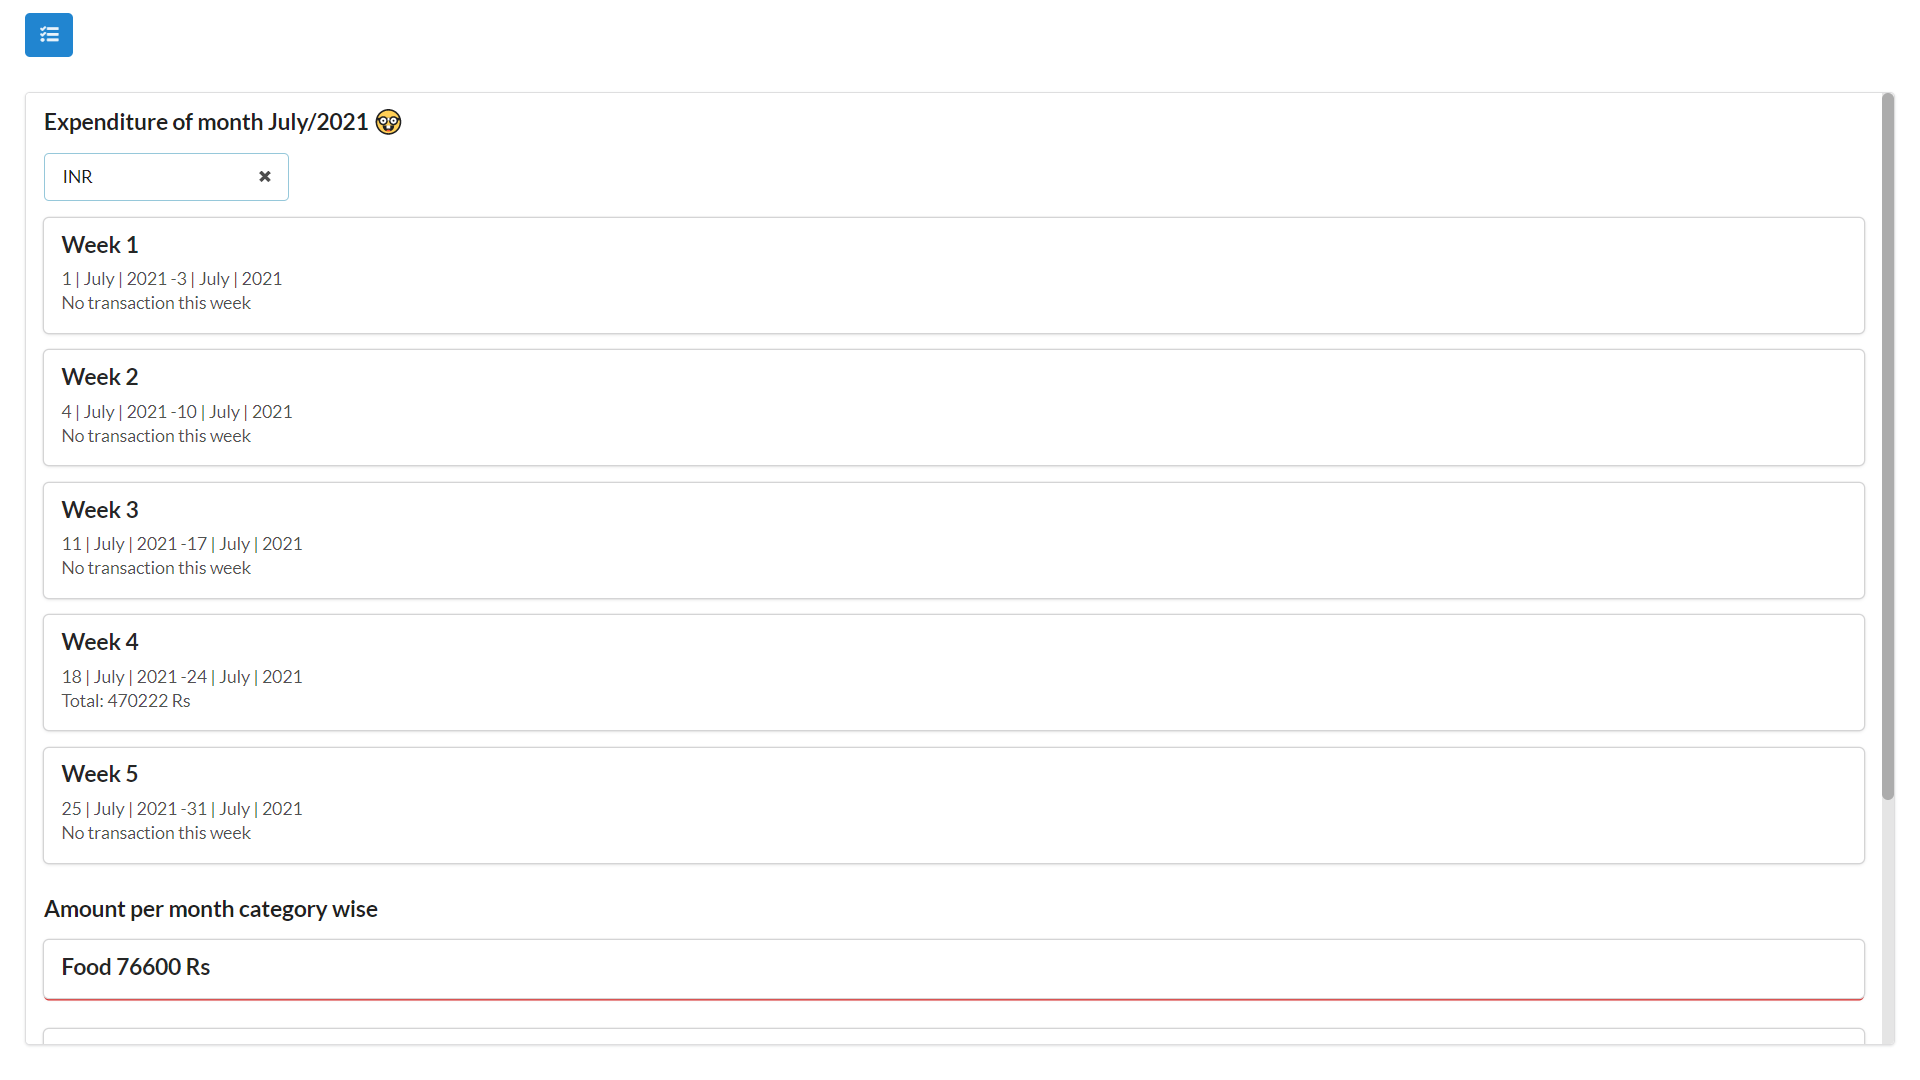 Expenditure of month July/2021 🤓
INR
Week 1
1 | July | 2021 -3 | July | 2021
No transaction this week
Week 2
4 | July | 2021 -10 | July | 2021
No transaction this week
Week 3
11 | July | 2021 -17 | July | 2021
No transaction this week
Week 4
18 | July | 2021 -24 | July | 2021
Total: 470222 Rs
Week 5
25 | July | 2021 -31 | July | 2021
No transaction this week
Amount per month category wise
Food 76600 Rs